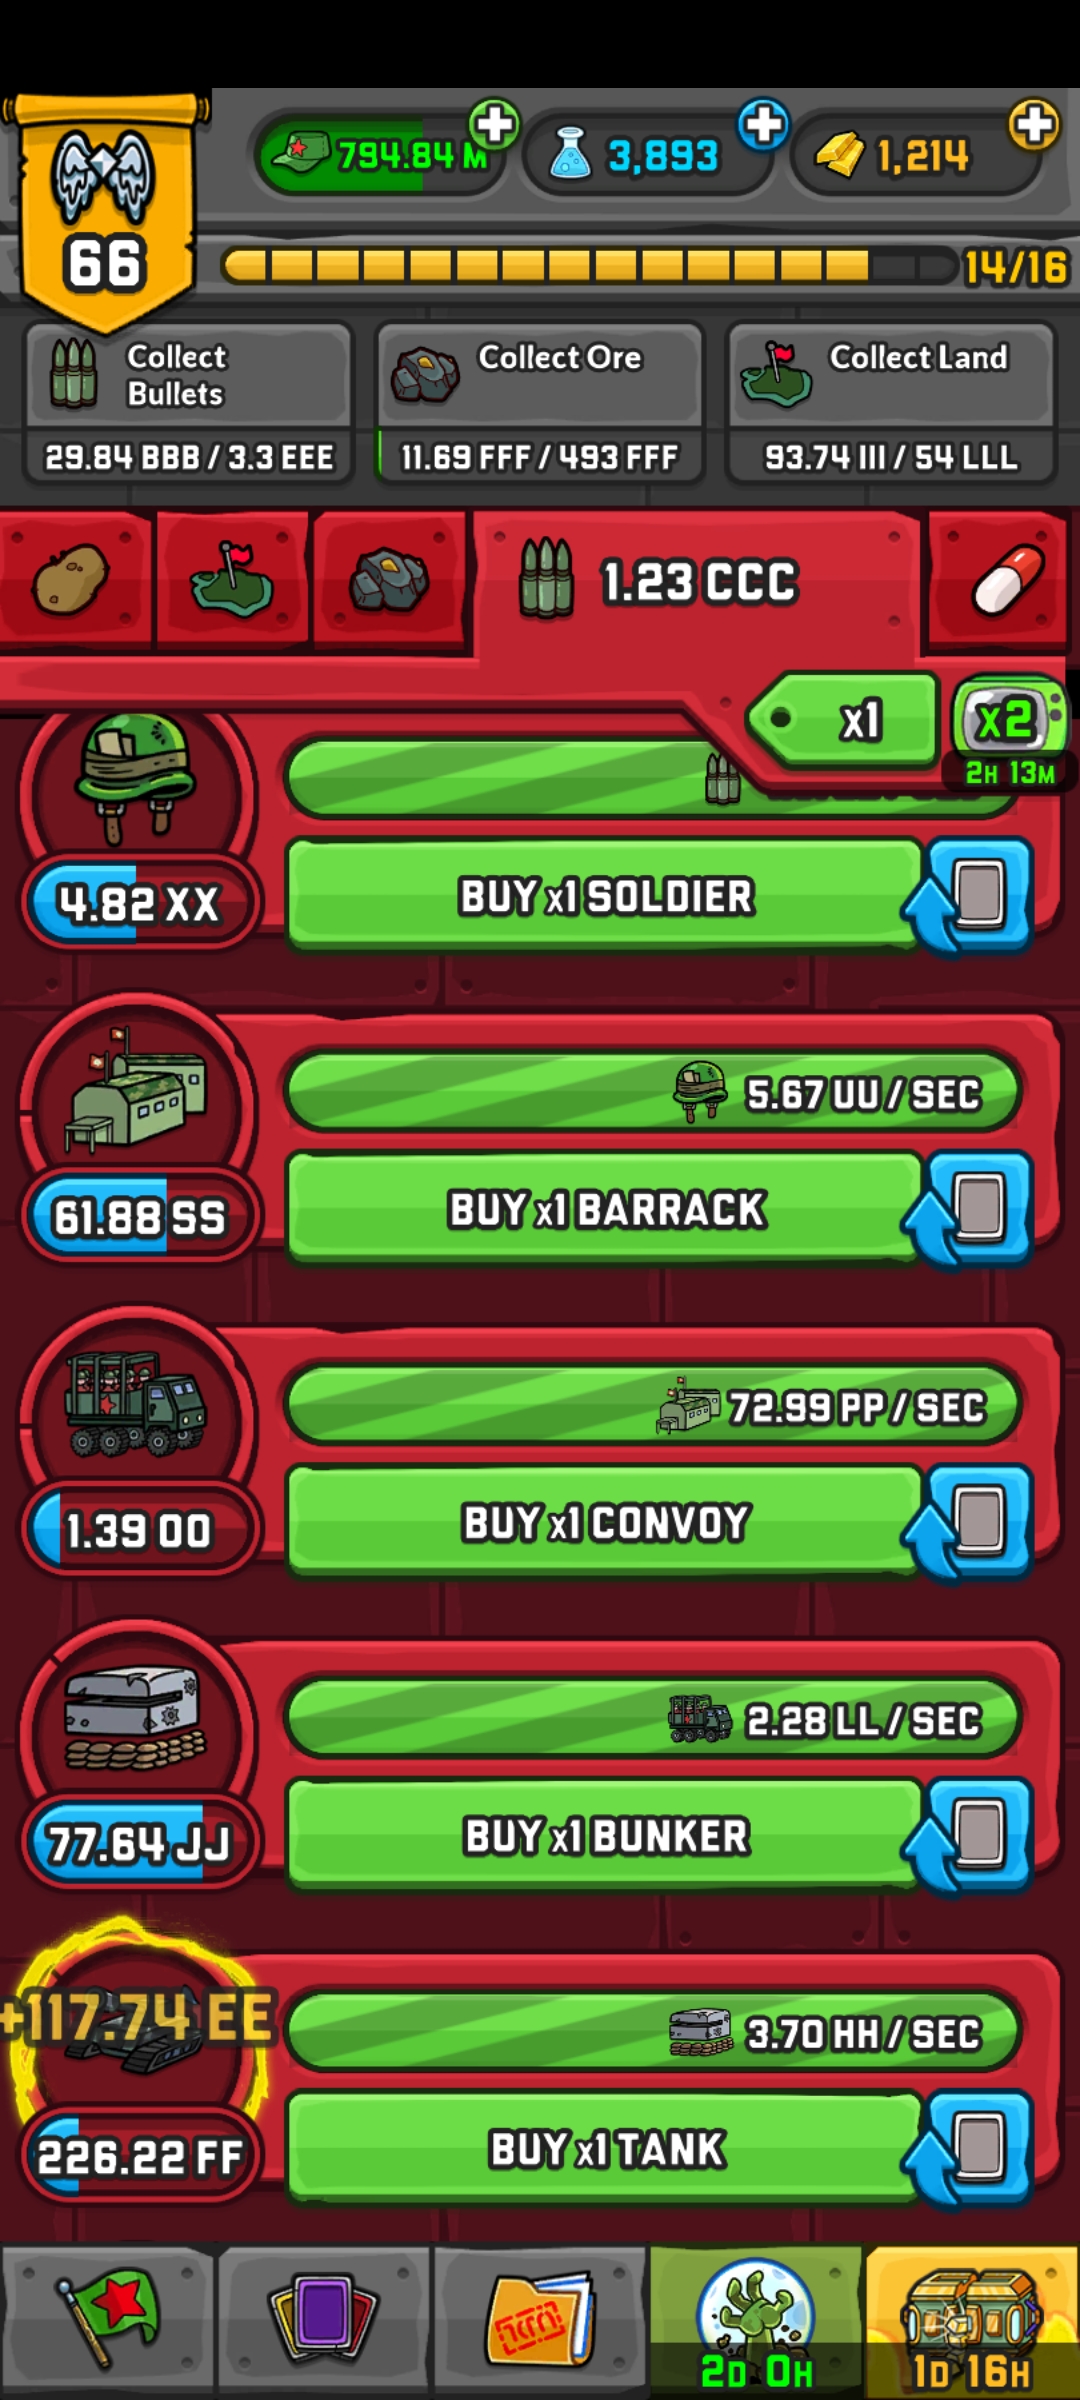 794.84 M
3,893
1,214
66
14/16
Collect
Bullets
Collect Ore
Collect Land
29.84 BBB / 3.3 EEE
11.69 FFF / 493 FFF
93.74 III / 54 LLL
1.23 CCC
x1
x2
2H 13M
4.82 XX
BUY x1 SOLDIER
5.67 UU / SEC
61.88 SS
BUY x1 BARRACK
72.99 PP / SEC
1.39 OO
BUY x1 CONVOY
2.28 LL / SEC
77.64 JJ
BUY x1 BUNKER
+117.74 EE
3.70 HH / SEC
226.22 FF
BUY x1 TANK
2D 0H
1D 16H